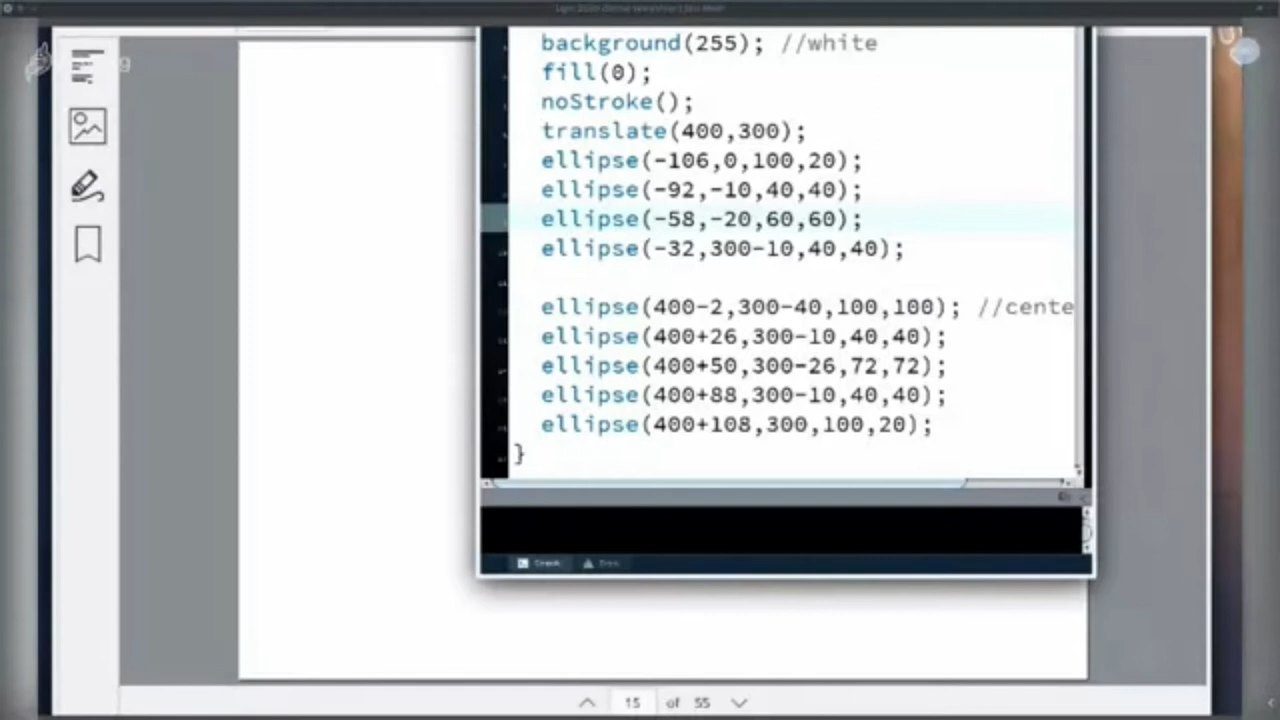 background(255); //white
fill(0);
noStroke();
translate(400,300);
ellipse(-106,0,100,20);
ellipse(-92,-10,40,40);
ellipse(-58,-20,60,60);
ellipse(-32,300-10,40,40);
ellipse(400-2,300-40,100,100); //cente
ellipse(400+26,300-10,40,40);
ellipse(400+50,300-26,72,72);
ellipse(400+88,300-10,40,40);
ellipse(400+108,300,100,20);
}
15 of 55